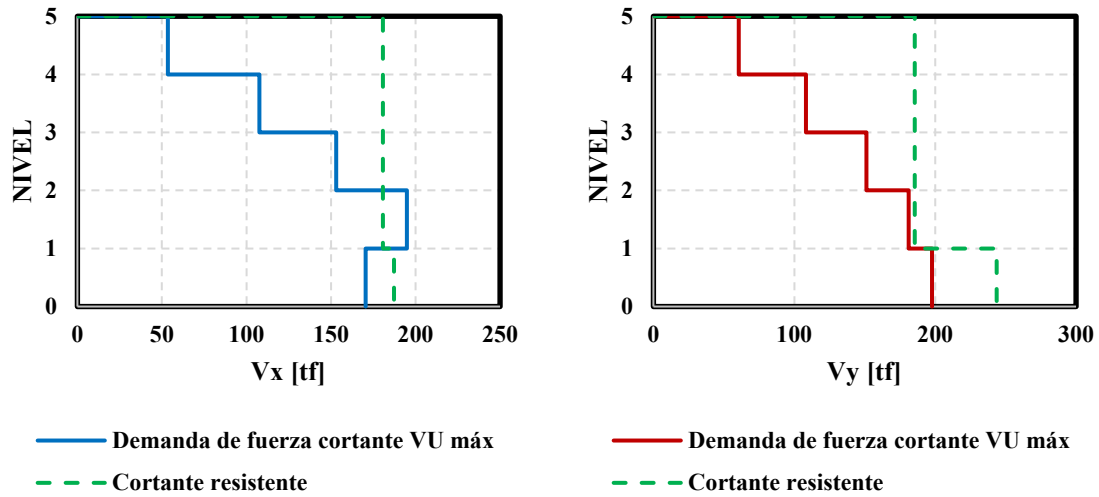 5
4
3
2
1
0
NIVEL
0 50 100 150 200 250
Vx [tf]
Demanda de fuerza cortante VU máx
Cortante resistente
5
4
3
2
1
0
NIVEL
0 100 200 300
Vy [tf]
Demanda de fuerza cortante VU máx
Cortante resistente